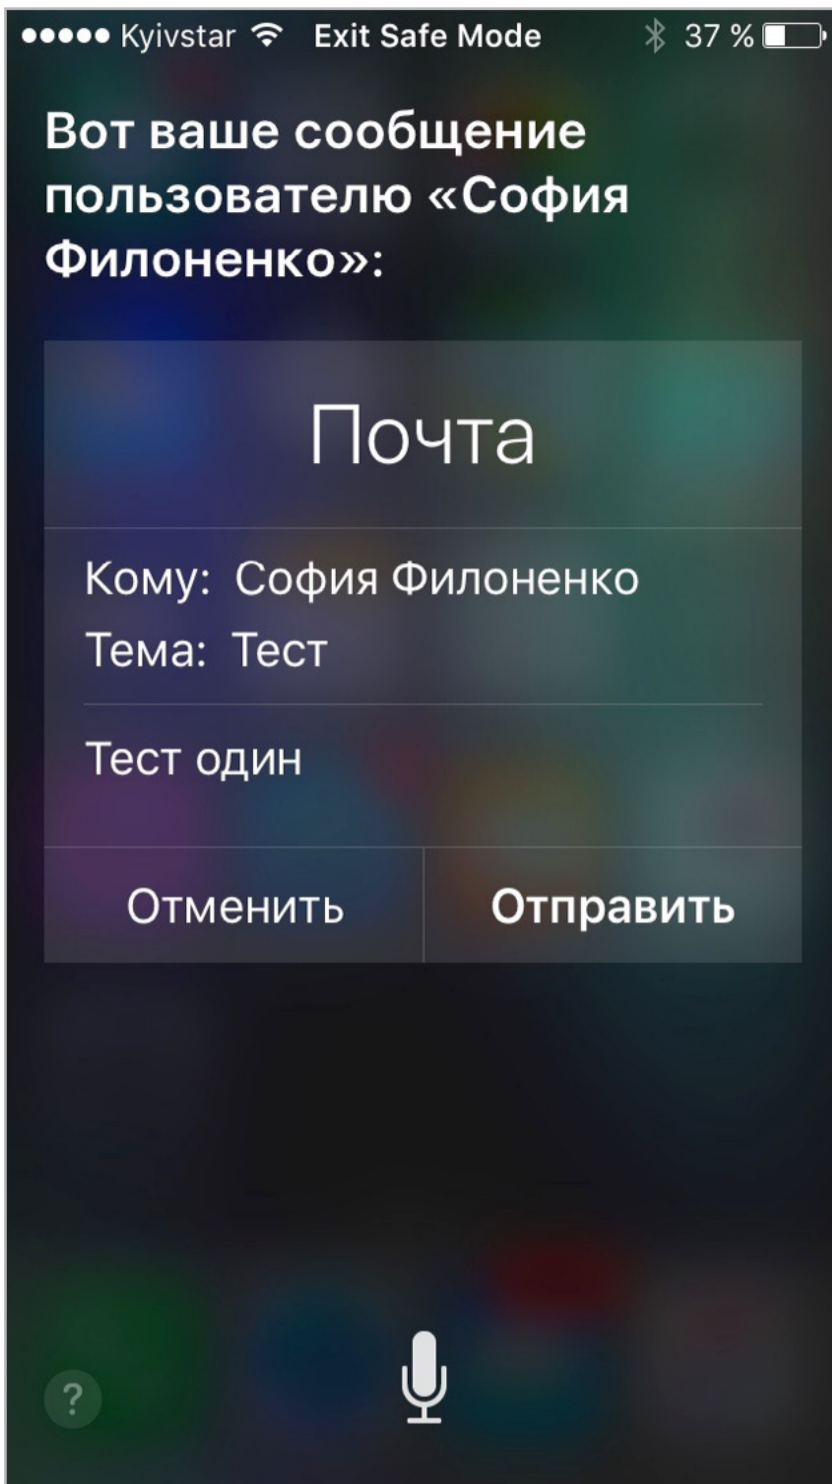 Kyivstar Exit Safe Mode 37 %
Вот ваше сообщение
пользователю «София
Филоненко»:
Почта
Кому: София Филоненко
Тема: Тест
Тест один
Отменить Отправить
?